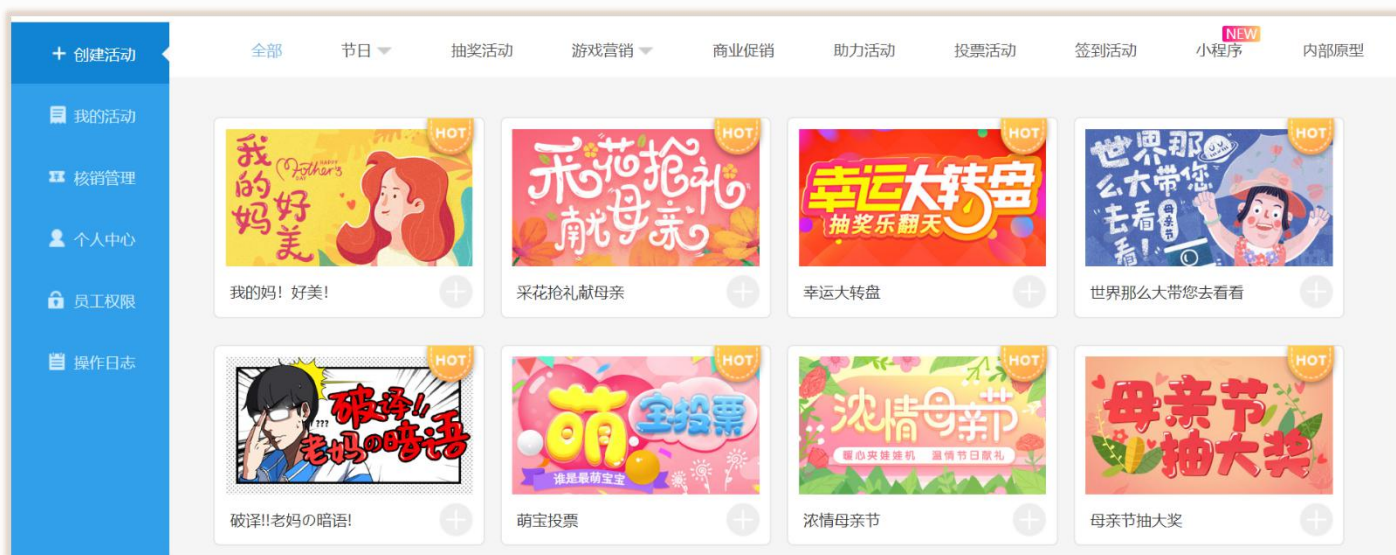 创建活动
我的活动
核销管理
个人中心
员工权限
操作日志
全部 节日 抽奖活动 游戏营销 商业促销 助力活动 投票活动 签到活动 小程序 内部原型
NEW
HOT
我的妈好美
HAPPY
Mother's
DAY
我的妈！好美!
HOT
采花抢礼
献母亲
采花抢礼献母亲
HOT
幸运大转盘
抽奖乐翻天
幸运大转盘
HOT
世界那
么大带您
去看
看!
母亲节
世界那么大带您去看看
HOT
破译!!
???
老妈の暗语
破译!!老妈の暗语!
HOT
萌宝投票
谁是最萌宝宝
萌宝投票
HOT
浓情母亲节
暖心夹娃娃机 温情节日献礼
浓情母亲节
HOT
母亲节
抽大奖
母亲节抽大奖